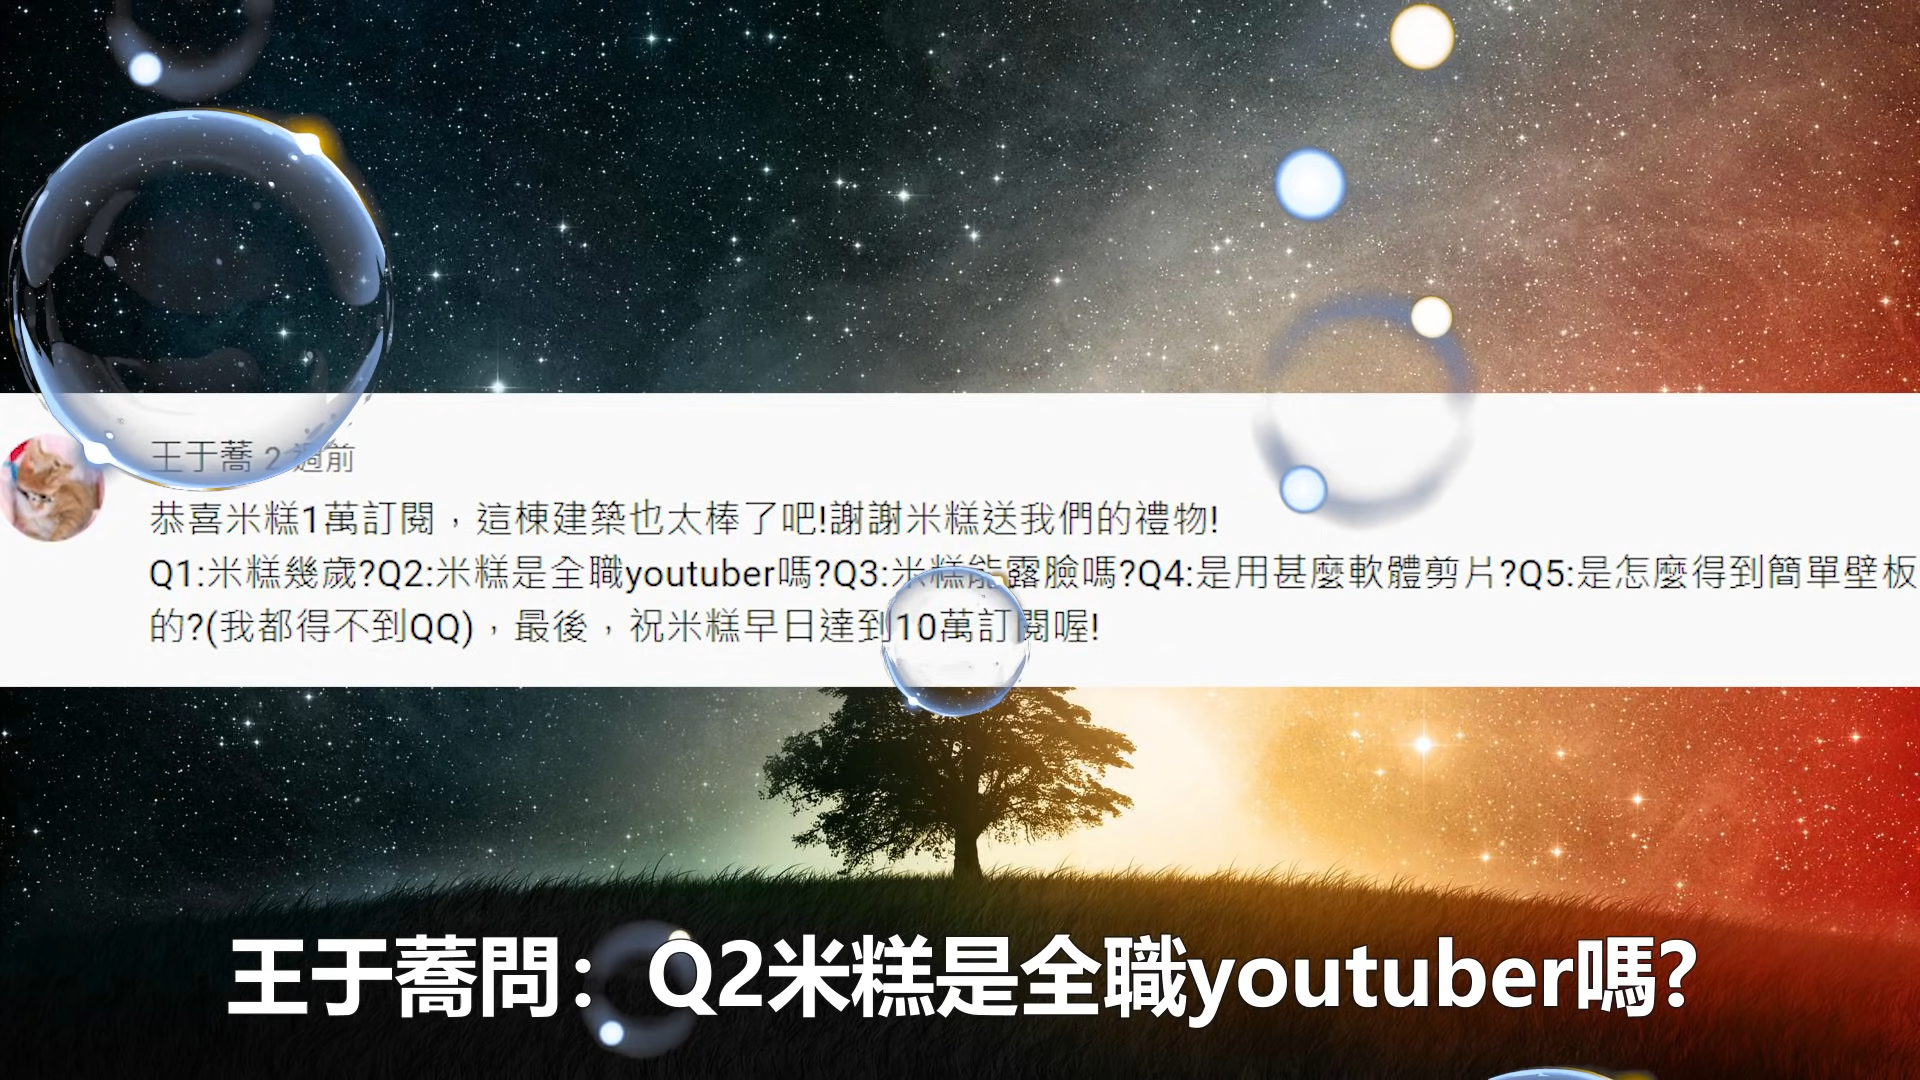 王于蕎 2 週前
恭喜米糕1萬訂閱，這棟建築也太棒了吧!謝謝米糕送我們的禮物!
Q1:米糕幾歲?Q2:米糕是全職youtuber嗎?Q3:米糕能露臉嗎?Q4:是用甚麼軟體剪片?Q5:是怎麼得到簡單壁板
的?(我都得不到QQ)，最後，祝米糕早日達到10萬訂閱喔!
王于蕎問：Q2米糕是全職youtuber嗎?